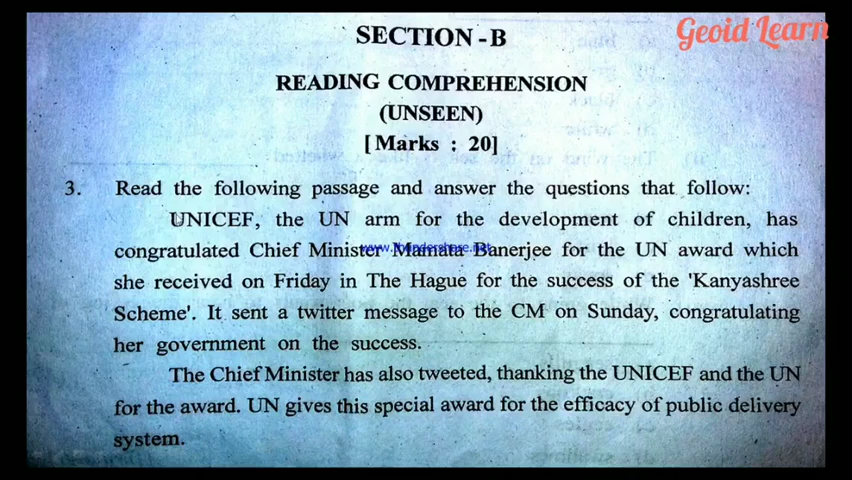 Geoid Learn
SECTION -B
READING COMPREHENSION
(UNSEEN)
[Marks : 20]
3. Read the following passage and answer the questions that follow:
UNICEF, the UN arm for the development of children, has
congratulated Chief Minister Mamata Banerjee for the UN award which
www.thundershare.net
she received on Friday in The Hague for the success of the 'Kanyashree
Scheme'. It sent a twitter message to the CM on Sunday, congratulating
her government on the success.
The Chief Minister has also tweeted, thanking the UNICEF and the UN
for the award. UN gives this special award for the efficacy of public delivery
system.